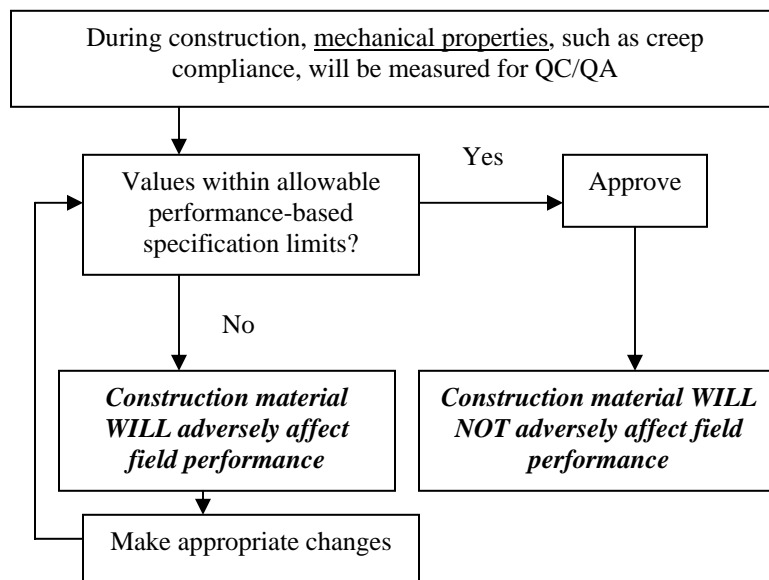 During construction, mechanical properties, such as creep
compliance, will be measured for QC/QA
Yes
Values within allowable
performance-based
specification limits?
Approve
No
Construction material
WILL adversely affect
field performance
Construction material WILL
NOT adversely affect field
performance
Make appropriate changes